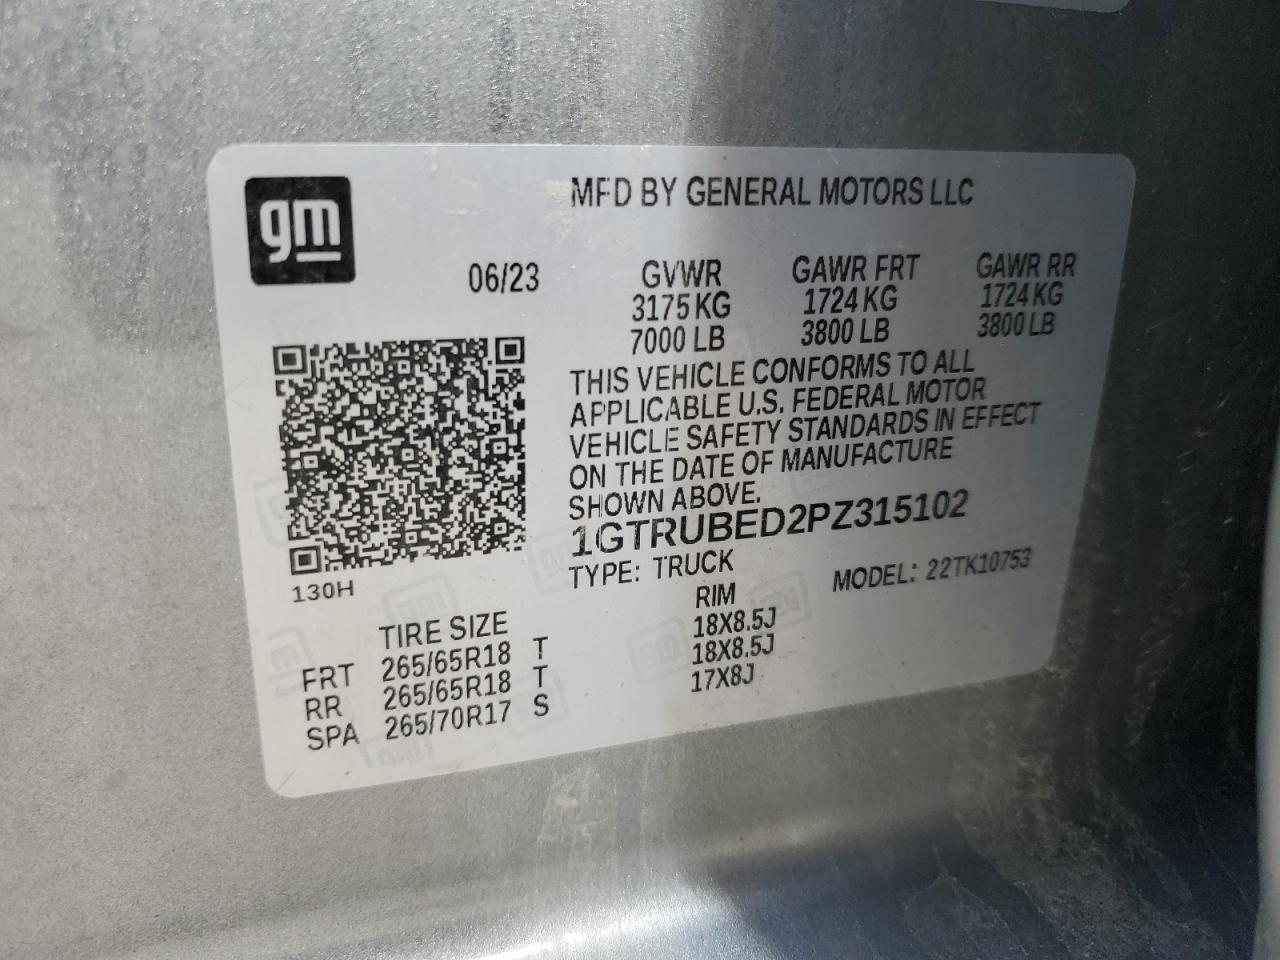 gm
MFD BY GENERAL MOTORS LLC
06/23
GVWR GAWR FRT GAWR RR
3175 KG 1724 KG 1724 KG
7000 LB 3800 LB 3800 LB
THIS VEHICLE CONFORMS TO ALL
APPLICABLE U.S. FEDERAL MOTOR
VEHICLE SAFETY STANDARDS IN EFFECT
ON THE DATE OF MANUFACTURE
SHOWN ABOVE.
1GTRUBED2PZ315102
TYPE: TRUCK MODEL: 22TK10753
130H
TIRE SIZE RIM
FRT 265/65R18 T 18X8.5J
RR 265/65R18 T 18X8.5J
SPA 265/70R17 S 17X8J